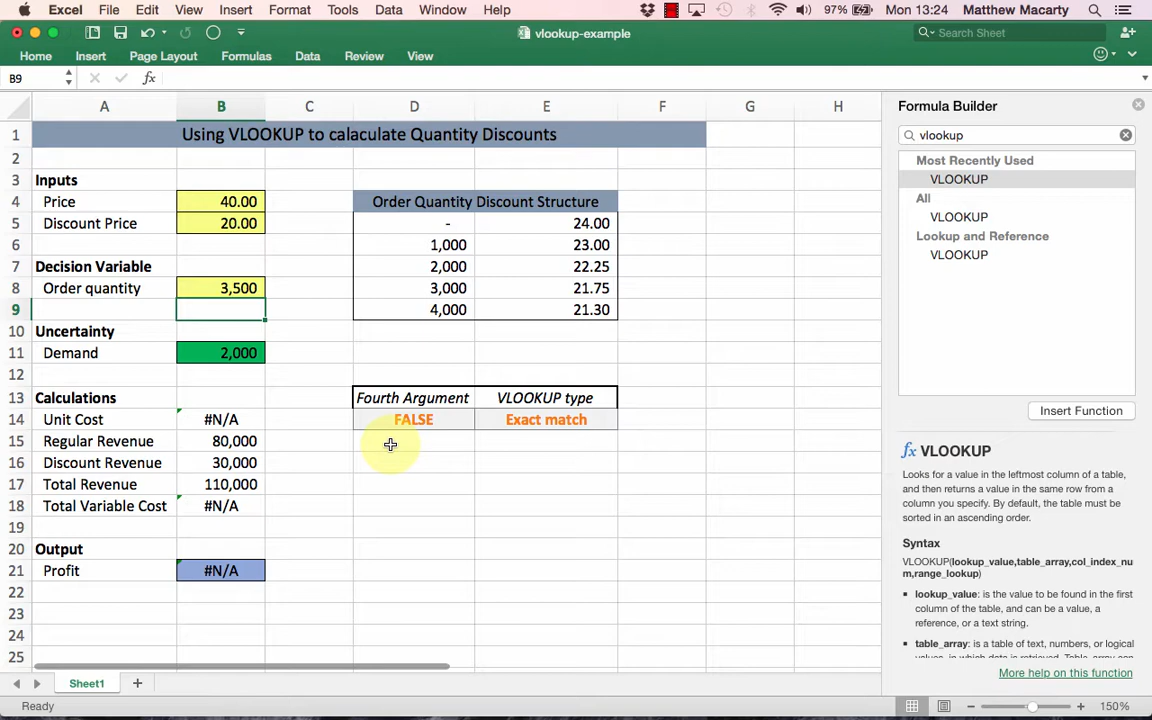 Excel File Edit View Insert Format Tools Data Window Help 97% Mon 13:24 Matthew Macarty
vlookup-example Search Sheet
Home Insert Page Layout Formulas Data Review View
B9 fx
A B C D E F G H
1 Using VLOOKUP to calaculate Quantity Discounts
2
3 Inputs
4 Price 40.00 Order Quantity Discount Structure
5 Discount Price 20.00 - 24.00
6 1,000 23.00
7 Decision Variable 2,000 22.25
8 Order quantity 3,500 3,000 21.75
9 4,000 21.30
10 Uncertainty
11 Demand 2,000
12
13 Calculations Fourth Argument VLOOKUP type
14 Unit Cost #N/A FALSE Exact match
15 Regular Revenue 80,000
16 Discount Revenue 30,000
17 Total Revenue 110,000
18 Total Variable Cost #N/A
19
20 Output
21 Profit #N/A
22
23
24
25
Sheet1 +
Ready 150%
Formula Builder
vlookup
Most Recently Used
VLOOKUP
All
VLOOKUP
Lookup and Reference
VLOOKUP
Insert Function
fx VLOOKUP
Looks for a value in the leftmost column of a table,
and then returns a value in the same row from a
column you specify. By default, the table must be
sorted in an ascending order.
Syntax
VLOOKUP(lookup_value,table_array,col_index_nu
m,range_lookup)
▪ lookup_value: is the value to be found in the first
column of the table, and can be a value, a
reference, or a text string.
▪ table_array: is a table of text, numbers, or logical
More help on this function